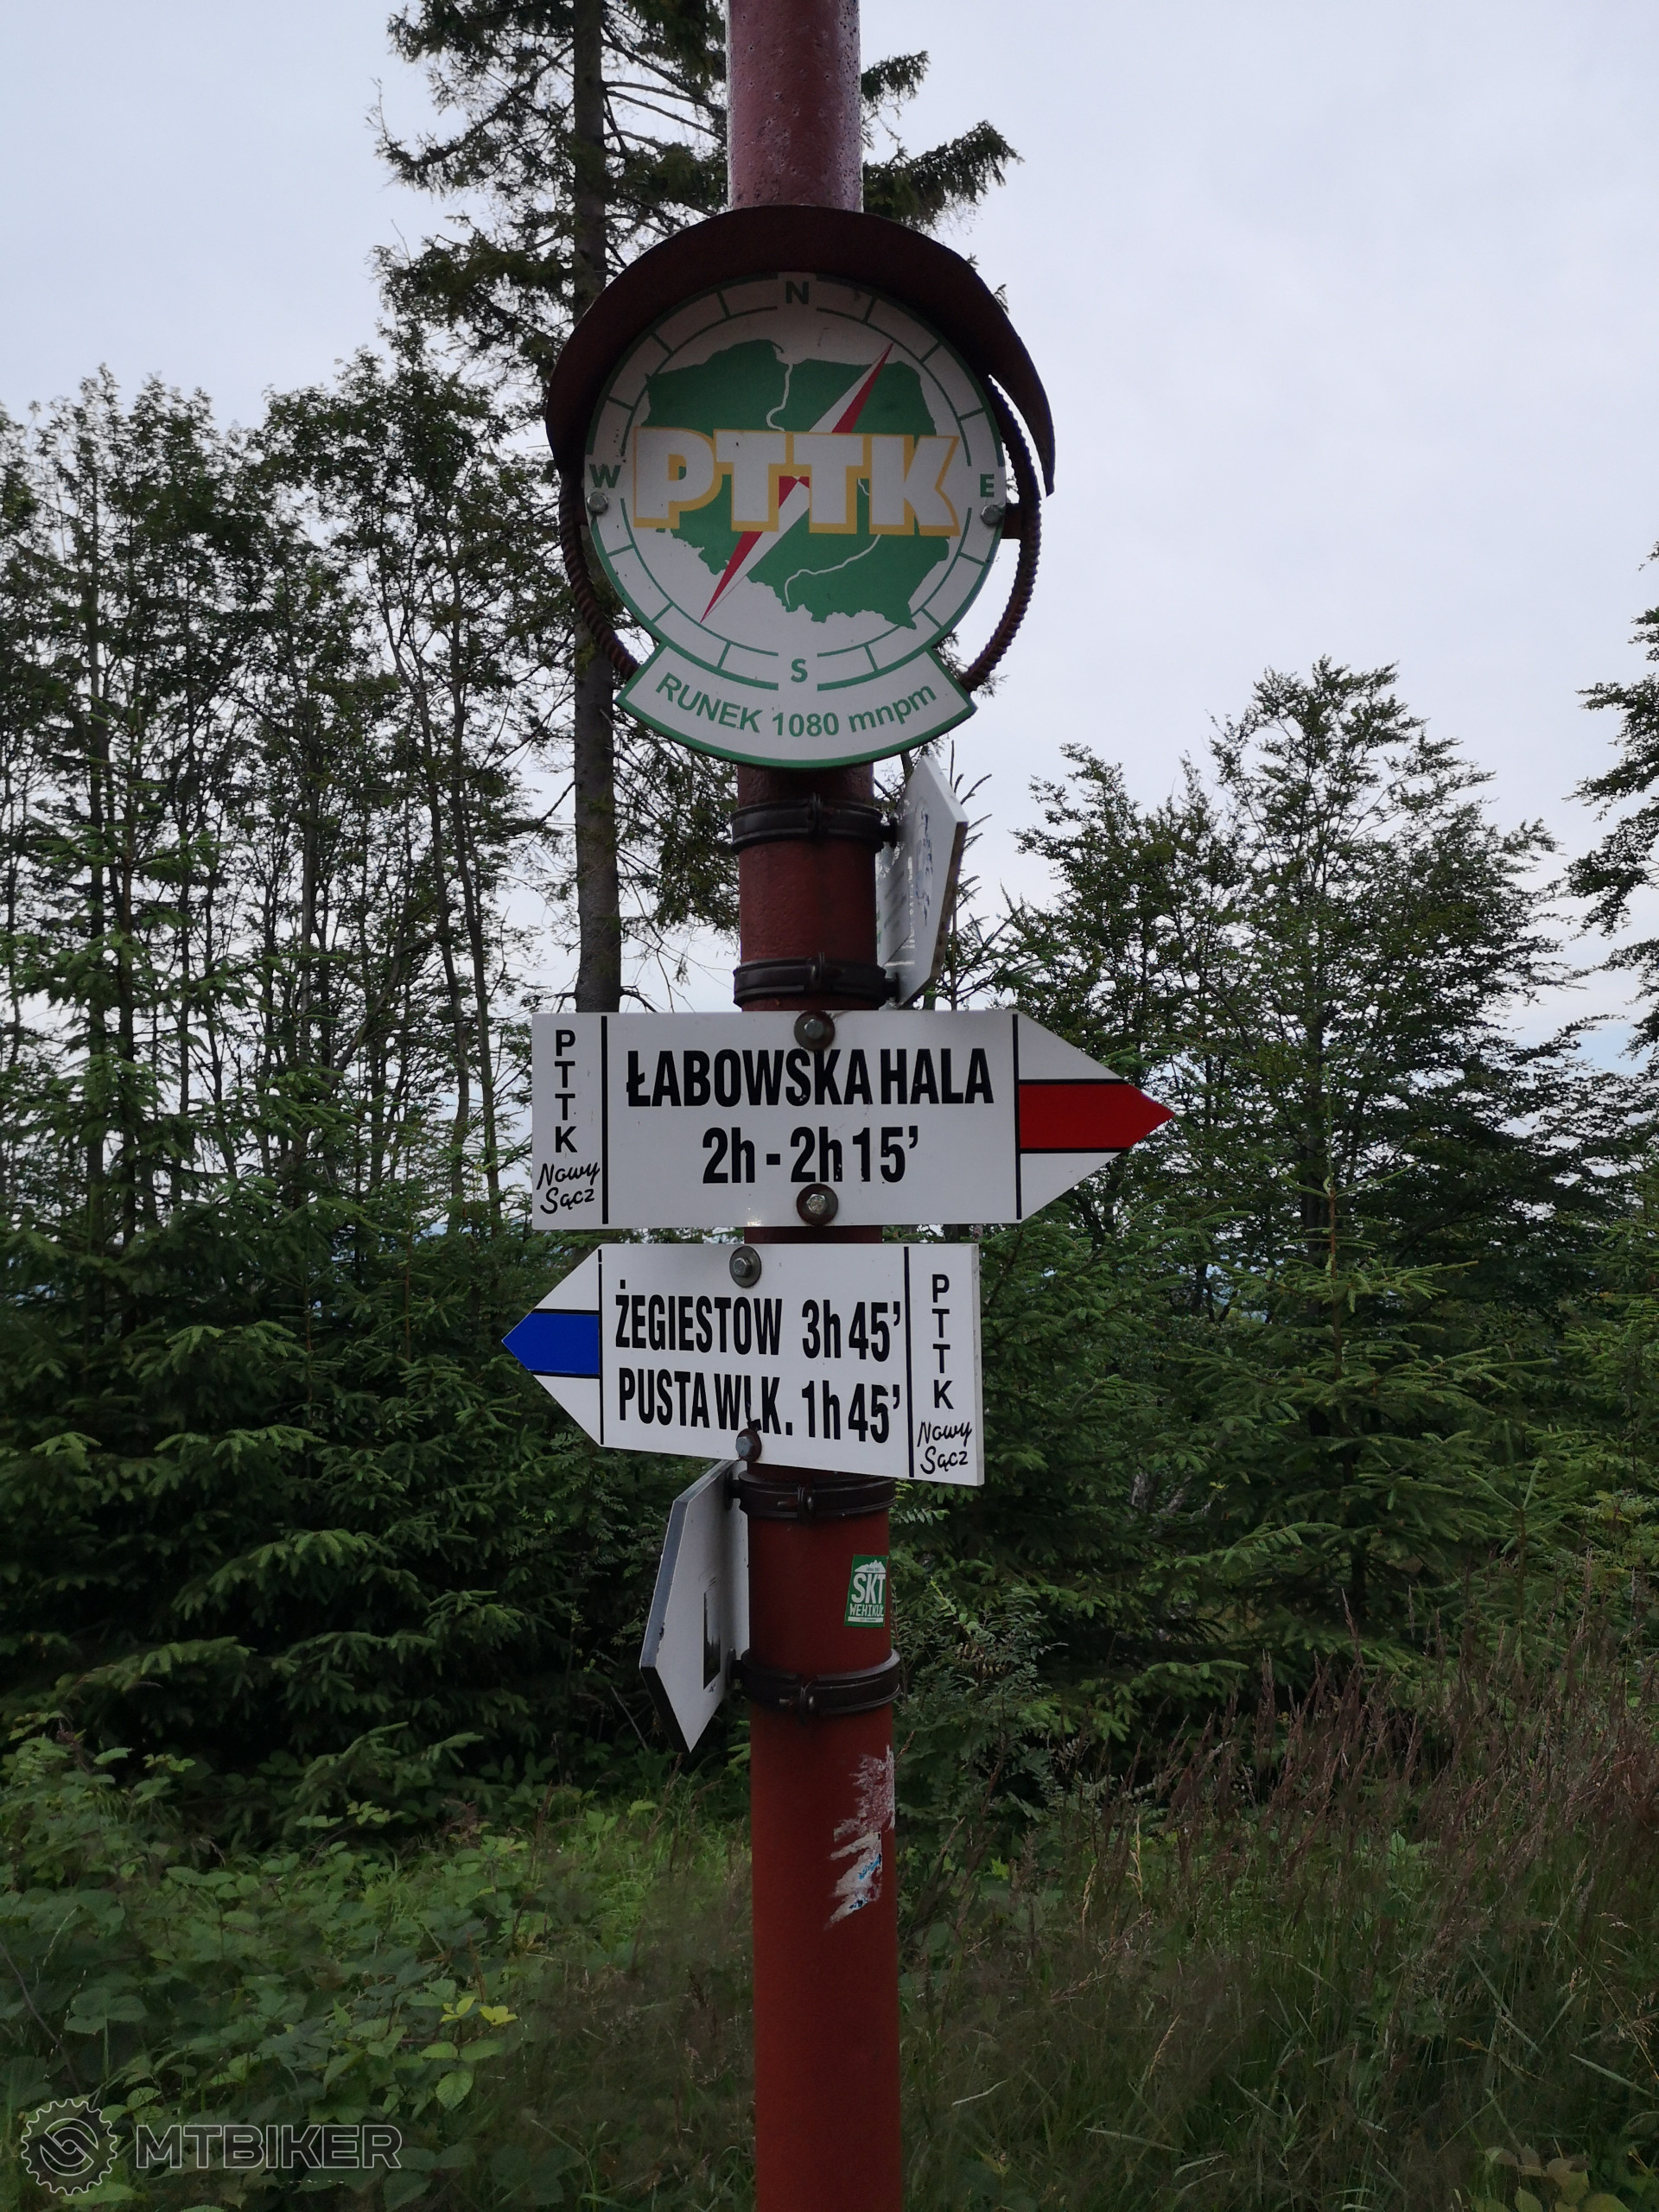 N
W
E
PTTK
S
RUNEK 1080 mnpm
PTTK
Nowy
Sącz
ŁABOWSKA HALA
2h - 2h 15’
ŻEGIESTOW 3h 45’
PUSTA WLK. 1h 45’
PTTK
Nowy
Sącz
SKT
WEHIKUŁ
MTBIKER